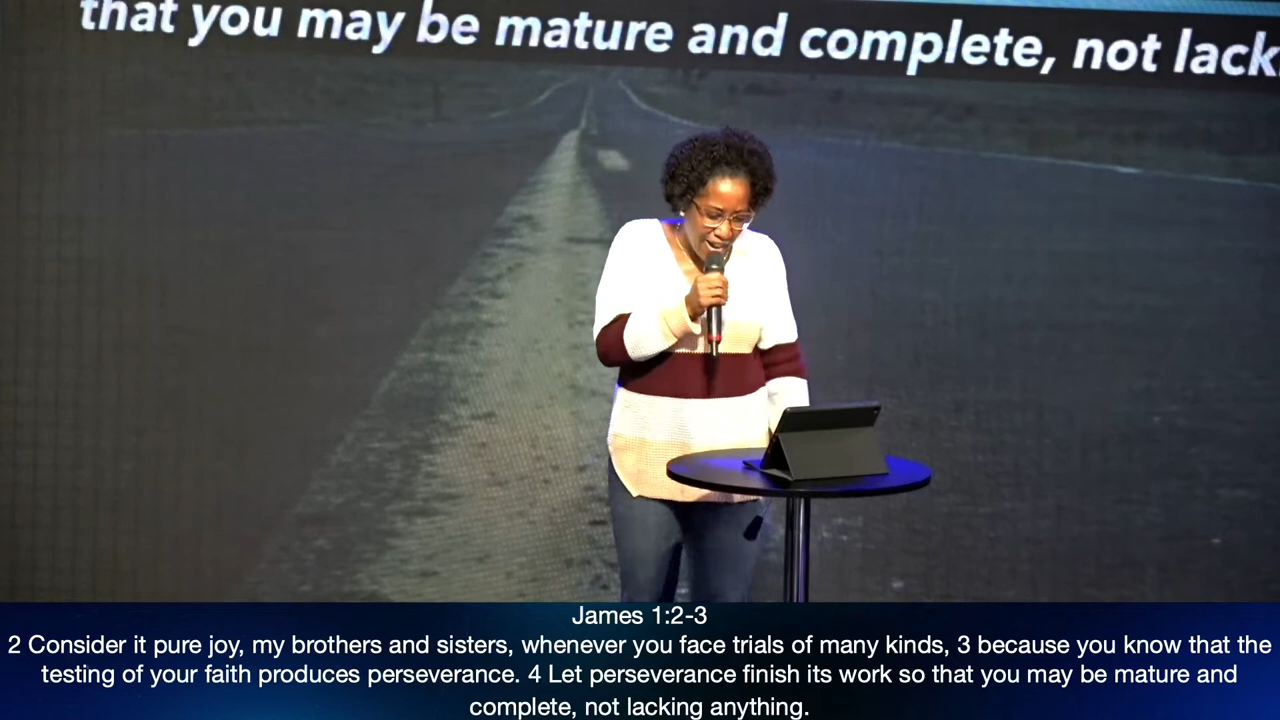 that you may be mature and complete, not lack
James 1:2-3
2 Consider it pure joy, my brothers and sisters, whenever you face trials of many kinds, 3 because you know that the
testing of your faith produces perseverance. 4 Let perseverance finish its work so that you may be mature and
complete, not lacking anything.